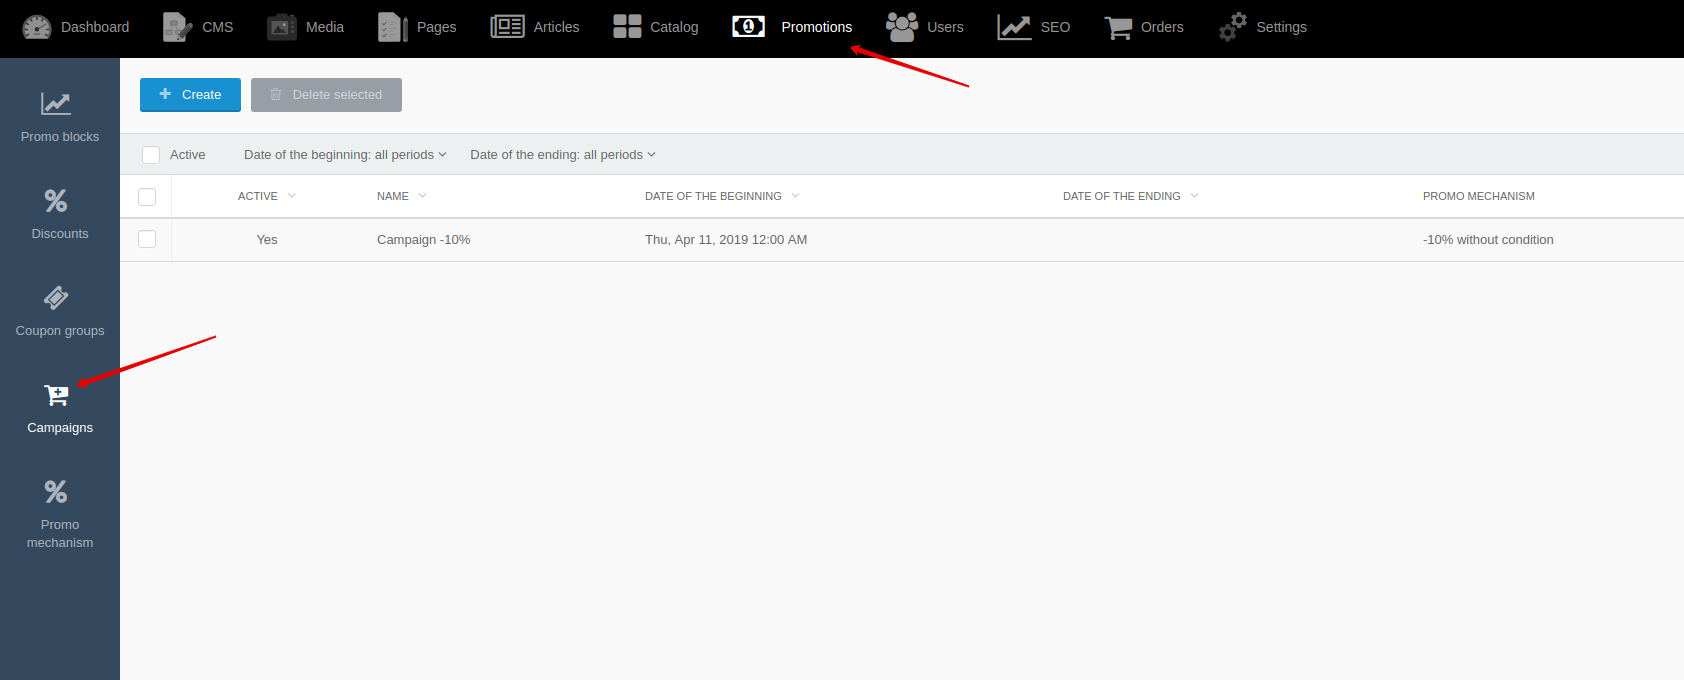 Dashboard CMS Media Pages Articles Catalog Promotions Users SEO Orders Settings
Promo blocks
Discounts
Coupon groups
Campaigns
Promo
mechanism
Create Delete selected
Active Date of the beginning: all periods Date of the ending: all periods
ACTIVE NAME DATE OF THE BEGINNING DATE OF THE ENDING PROMO MECHANISM
Yes Campaign -10% Thu, Apr 11, 2019 12:00 AM -10% without condition